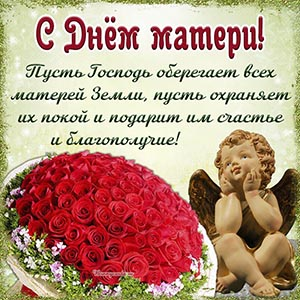 С Днём матери!
Пусть Господь оберегает всех
матерей Земли, пусть охраняет
их покой и подарит им счастье
и благополучие!